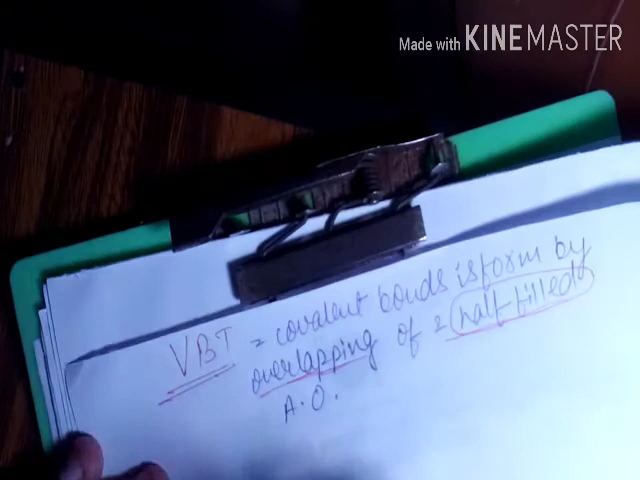 Made with KINEMASTER
VBT = covalent bonds is form by
overlapping of 2 half filled
A.O.